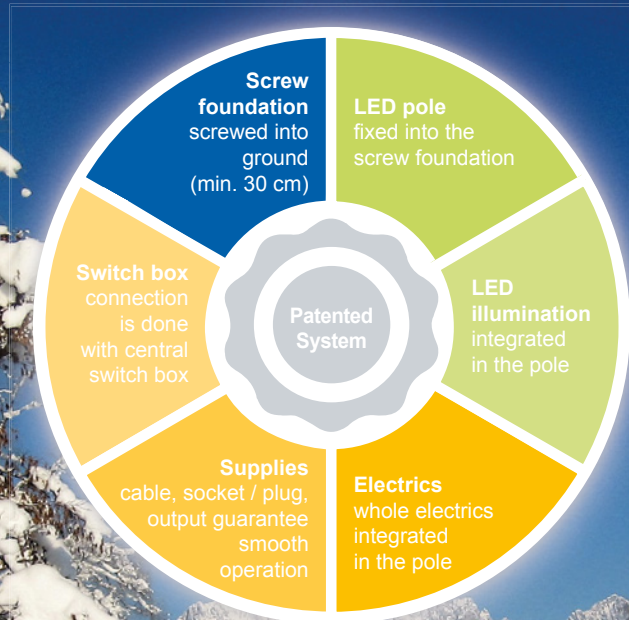 Screw
foundation
screwed into
ground
(min. 30 cm)
LED pole
fixed into the
screw foundation
LED
illumination
integrated
in the pole
Electrics
whole electrics
integrated
in the pole
Supplies
cable, socket / plug,
output guarantee
smooth
operation
Switch box
connection
is done
with central
switch box
Patented
System